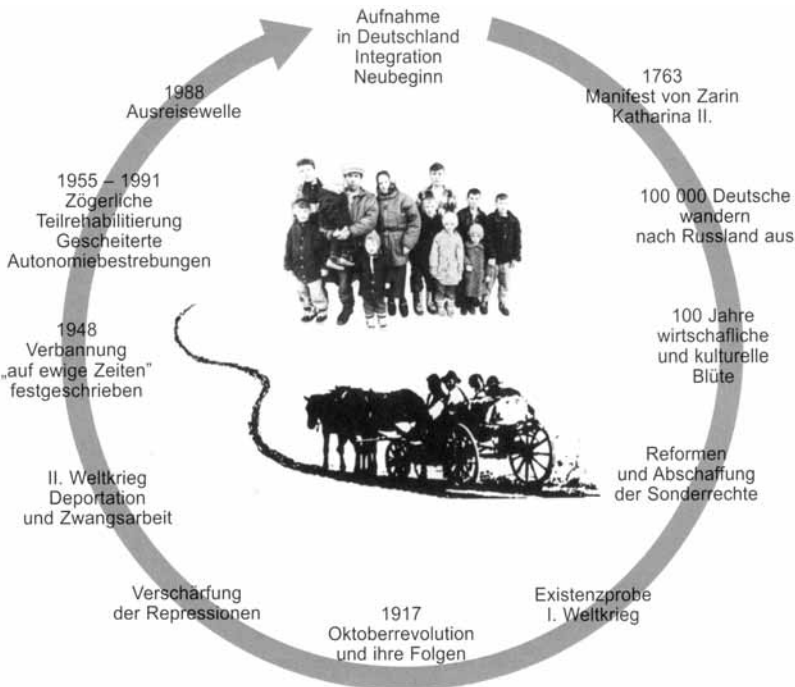 Aufnahme
in Deutschland
Integration
Neubeginn
1763
Manifest von Zarin
Katharina II.
100 000 Deutsche
wandern
nach Russland aus
100 Jahre
wirtschafliche
und kulturelle
Blüte
Reformen
und Abschaffung
der Sonderrechte
Existenzprobe
I. Weltkrieg
1917
Oktoberrevolution
und ihre Folgen
Verschärfung
der Repressionen
II. Weltkrieg
Deportation
und Zwangsarbeit
1948
Verbannung
„auf ewige Zeiten”
festgeschrieben
1955 – 1991
Zögerliche
Teilrehabilitierung
Gescheiterte
Autonomiebestrebungen
1988
Ausreisewelle